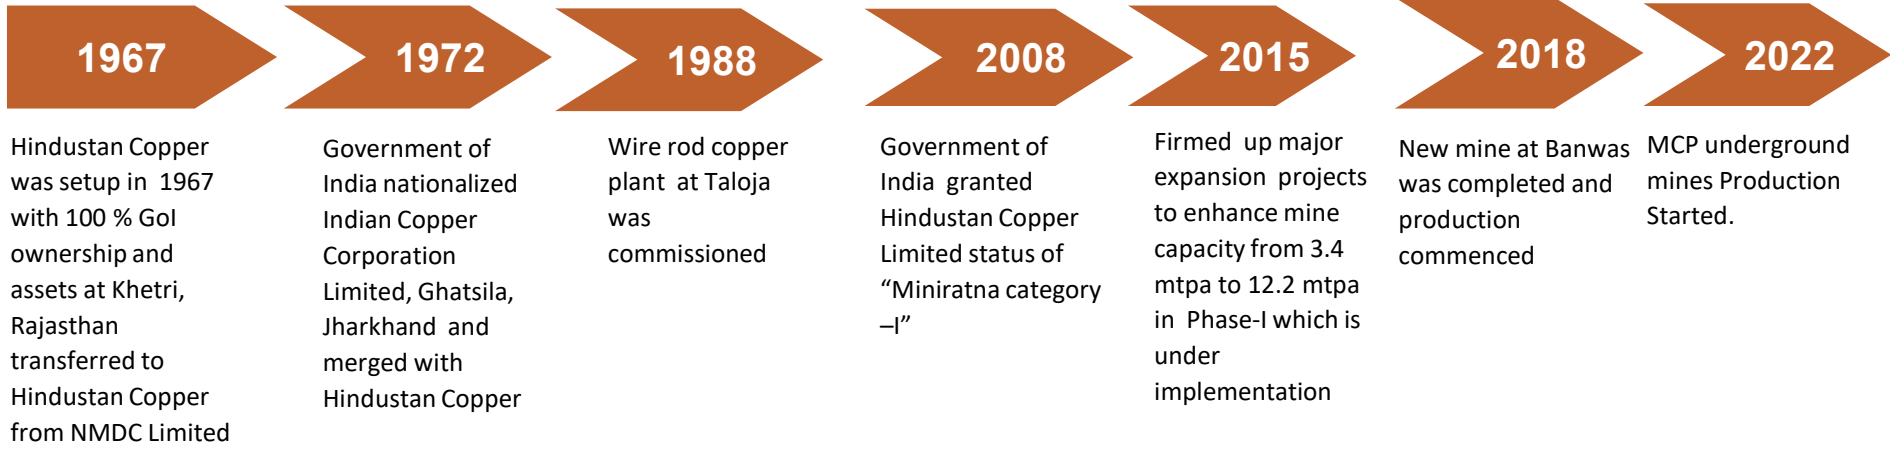 1967
Hindustan Copper
was setup in 1967
with 100 % GoI
ownership and
assets at Khetri,
Rajasthan
transferred to
Hindustan Copper
from NMDC Limited
1972
Government of
India nationalized
Indian Copper
Corporation
Limited, Ghatsila,
Jharkhand and
merged with
Hindustan Copper
1988
Wire rod copper
plant at Taloja
was
commissioned
2008
Government of
India granted
Hindustan Copper
Limited status of
“Miniratna category
–I”
2015
Firmed up major
expansion projects
to enhance mine
capacity from 3.4
mtpa to 12.2 mtpa
in Phase-I which is
under
implementation
2018
New mine at Banwas
was completed and
production
commenced
2022
MCP underground
mines Production
Started.